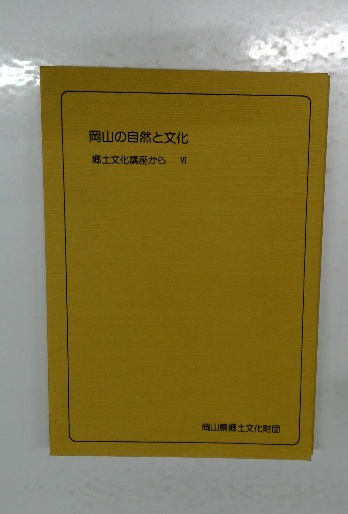 岡山の自然と文化
郷土文化講座から Ⅵ
岡山県郷土文化財団